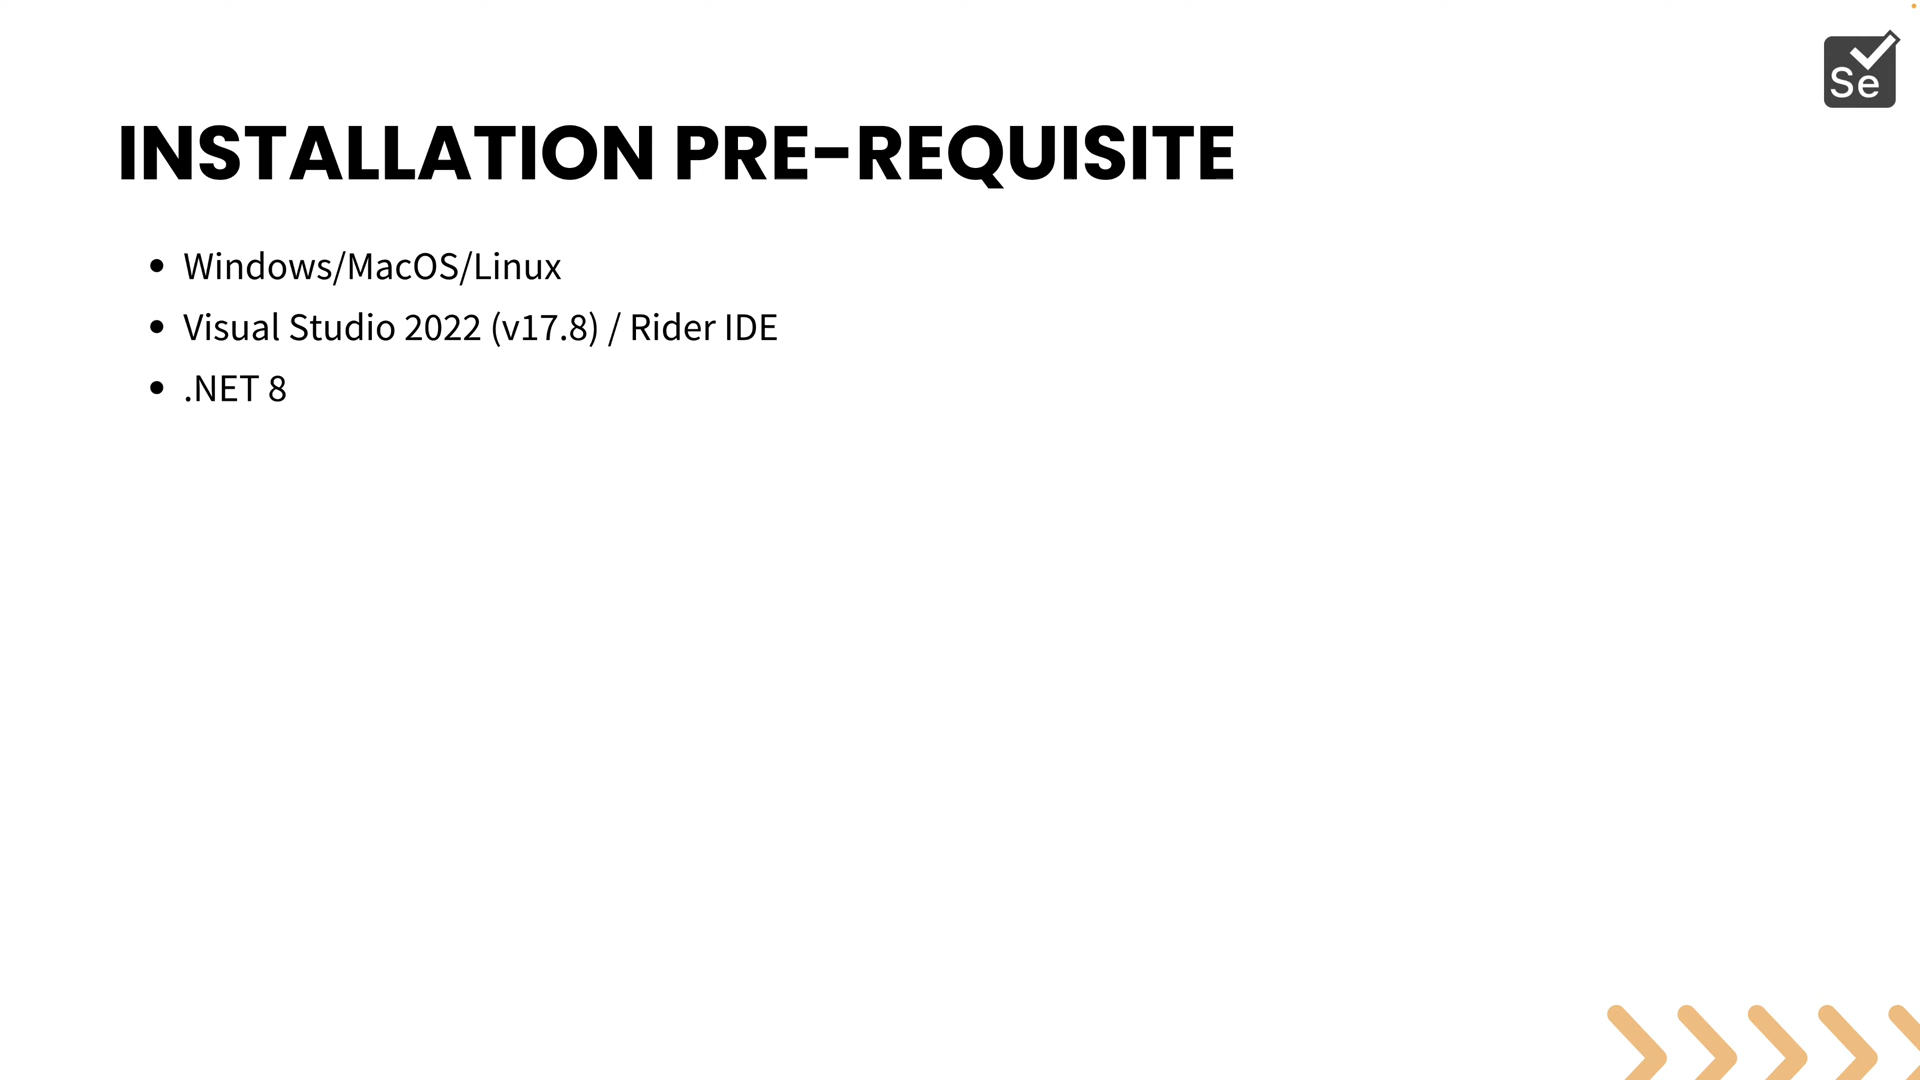 Se
INSTALLATION PRE-REQUISITE
• Windows/MacOS/Linux
• Visual Studio 2022 (v17.8) / Rider IDE
• .NET 8